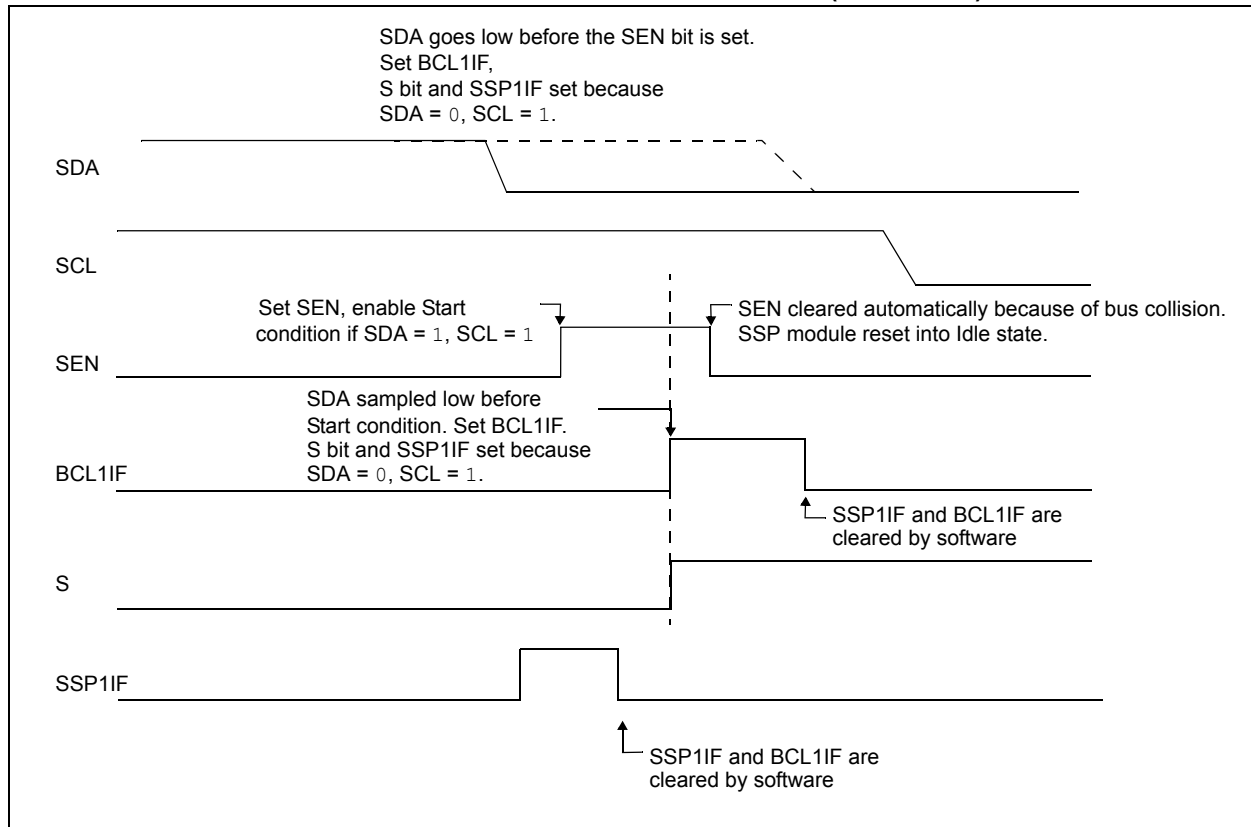 SDA goes low before the SEN bit is set.
Set BCL1IF,
S bit and SSP1IF set because
SDA = 0, SCL = 1.
SDA
SCL
Set SEN, enable Start
condition if SDA = 1, SCL = 1
SEN cleared automatically because of bus collision.
SSP module reset into Idle state.
SEN
SDA sampled low before
Start condition. Set BCL1IF.
S bit and SSP1IF set because
SDA = 0, SCL = 1.
BCL1IF
SSP1IF and BCL1IF are
cleared by software
S
SSP1IF
SSP1IF and BCL1IF are
cleared by software